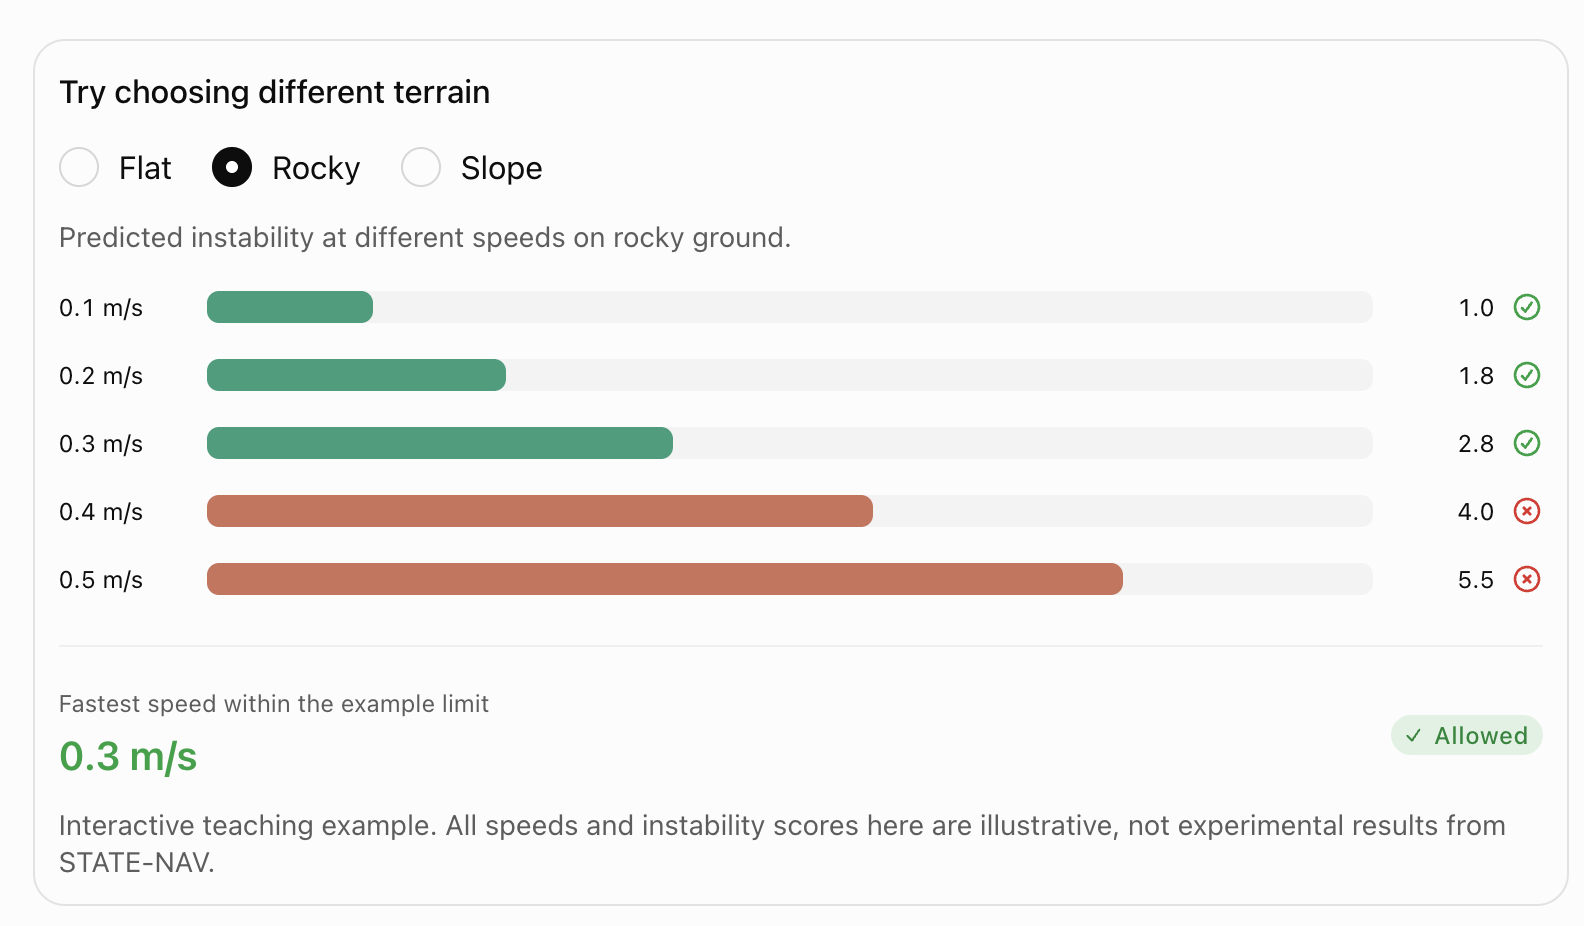 Try choosing different terrain
Flat Rocky Slope
Predicted instability at different speeds on rocky ground.
0.1 m/s 1.0
0.2 m/s 1.8
0.3 m/s 2.8
0.4 m/s 4.0
0.5 m/s 5.5
Fastest speed within the example limit
0.3 m/s
Allowed
Interactive teaching example. All speeds and instability scores here are illustrative, not experimental results from
STATE-NAV.